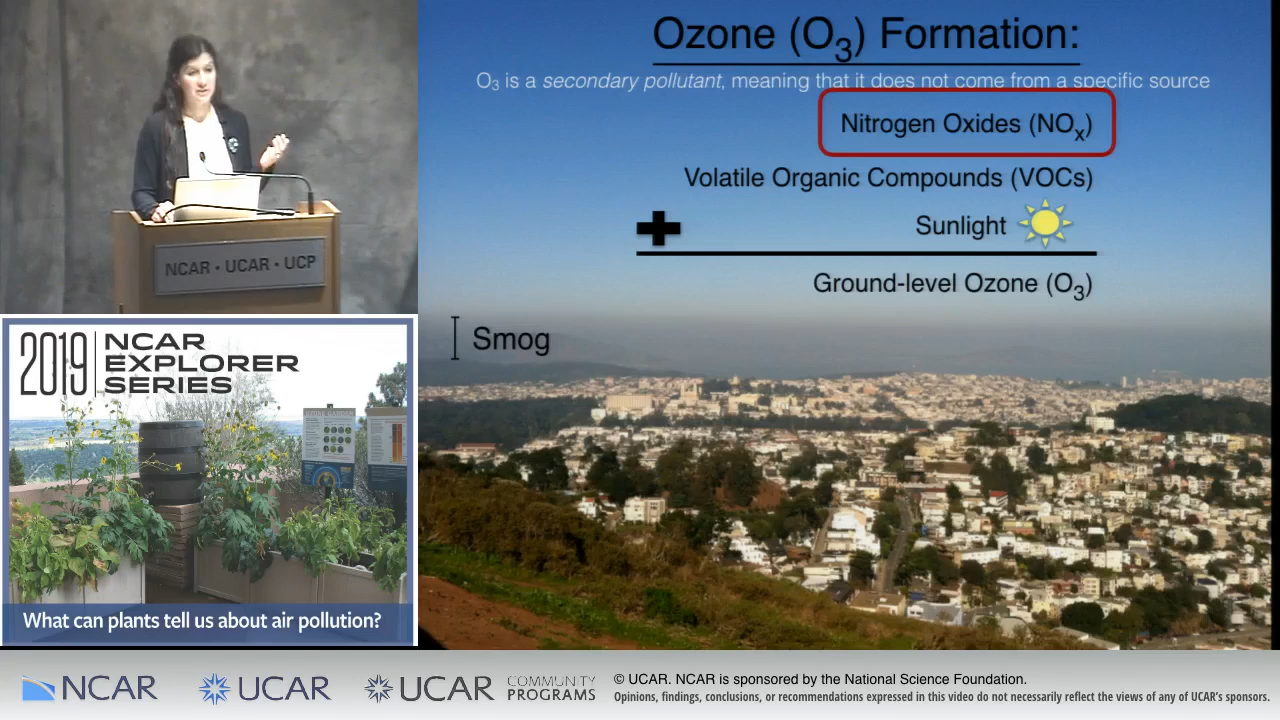 NCAR • UCAR • UCP
2019
NCAR
EXPLORER
SERIES
What can plants tell us about air pollution?
Ozone (O3) Formation:
O3 is a secondary pollutant, meaning that it does not come from a specific source
Nitrogen Oxides (NOx)
Volatile Organic Compounds (VOCs)
+
Sunlight
Ground-level Ozone (O3)
Smog
NCAR
UCAR
UCAR
COMMUNITY
PROGRAMS
© UCAR. NCAR is sponsored by the National Science Foundation.
Opinions, findings, conclusions, or recommendations expressed in this video do not necessarily reflect the views of any of UCAR's sponsors.